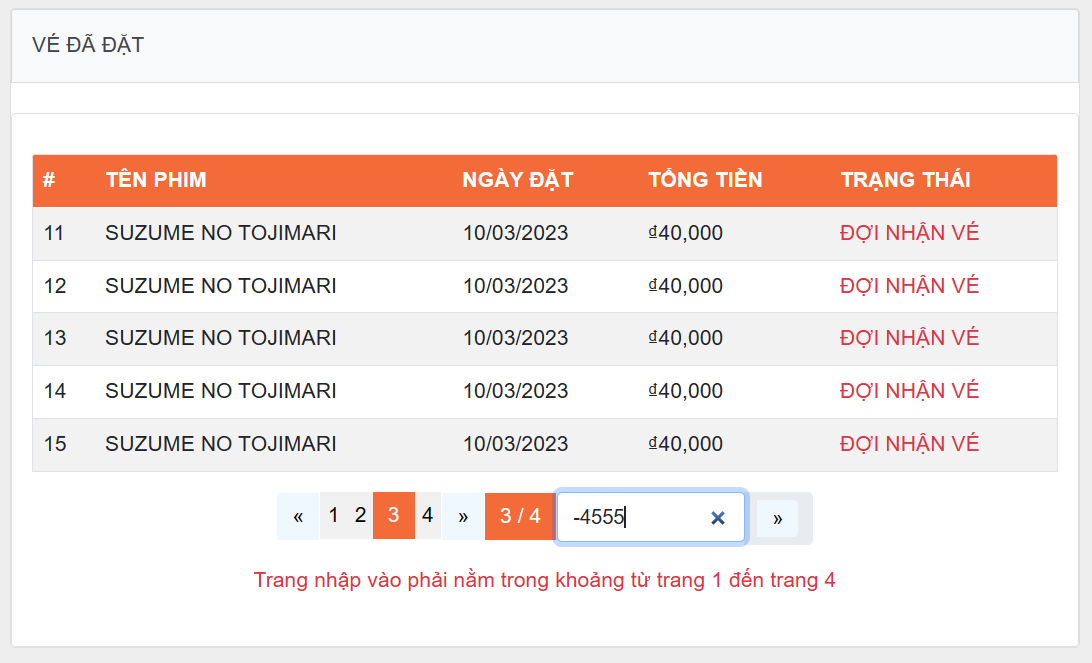 VÉ ĐÃ ĐẶT
# TÊN PHIM NGÀY ĐẶT TỔNG TIỀN TRẠNG THÁI
11 SUZUME NO TOJIMARI 10/03/2023 ₫40,000 ĐỢI NHẬN VÉ
12 SUZUME NO TOJIMARI 10/03/2023 ₫40,000 ĐỢI NHẬN VÉ
13 SUZUME NO TOJIMARI 10/03/2023 ₫40,000 ĐỢI NHẬN VÉ
14 SUZUME NO TOJIMARI 10/03/2023 ₫40,000 ĐỢI NHẬN VÉ
15 SUZUME NO TOJIMARI 10/03/2023 ₫40,000 ĐỢI NHẬN VÉ
« 1 2 3 4 » 3 / 4 -4555 × »
Trang nhập vào phải nằm trong khoảng từ trang 1 đến trang 4